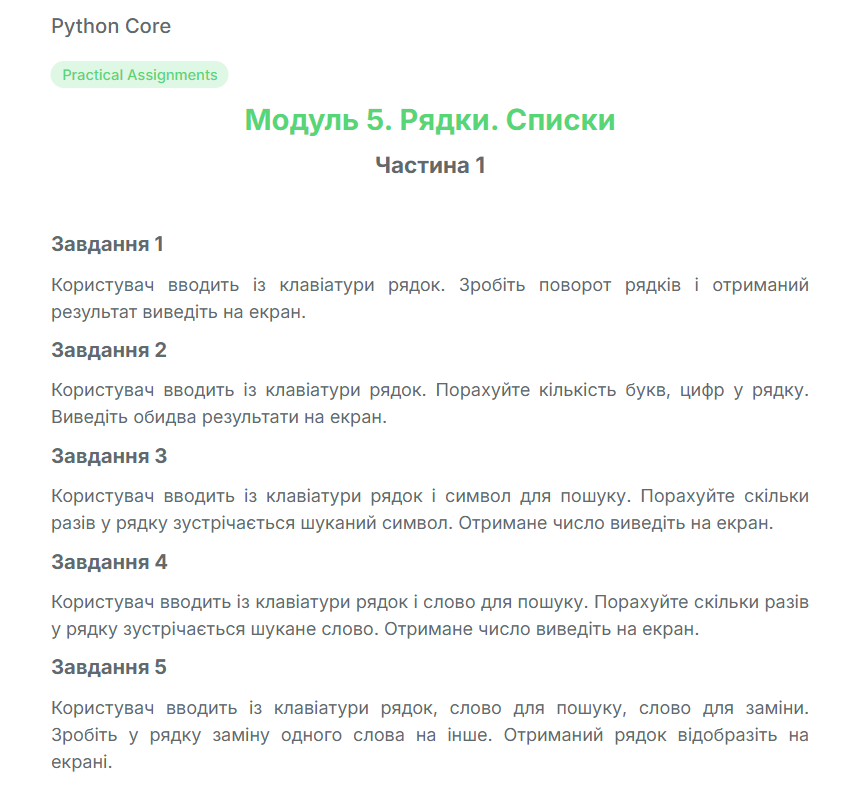 Python Core
Practical Assignments
Модуль 5. Рядки. Списки
Частина 1
Завдання 1
Користувач вводить із клавіатури рядок. Зробіть поворот рядків і отриманий
результат виведіть на екран.
Завдання 2
Користувач вводить із клавіатури рядок. Порахуйте кількість букв, цифр у рядку.
Виведіть обидва результати на екран.
Завдання 3
Користувач вводить із клавіатури рядок і символ для пошуку. Порахуйте скільки
разів у рядку зустрічається шуканий символ. Отримане число виведіть на екран.
Завдання 4
Користувач вводить із клавіатури рядок і слово для пошуку. Порахуйте скільки разів
у рядку зустрічається шукане слово. Отримане число виведіть на екран.
Завдання 5
Користувач вводить із клавіатури рядок, слово для пошуку, слово для заміни.
Зробіть у рядку заміну одного слова на інше. Отриманий рядок відобразіть на
екрані.